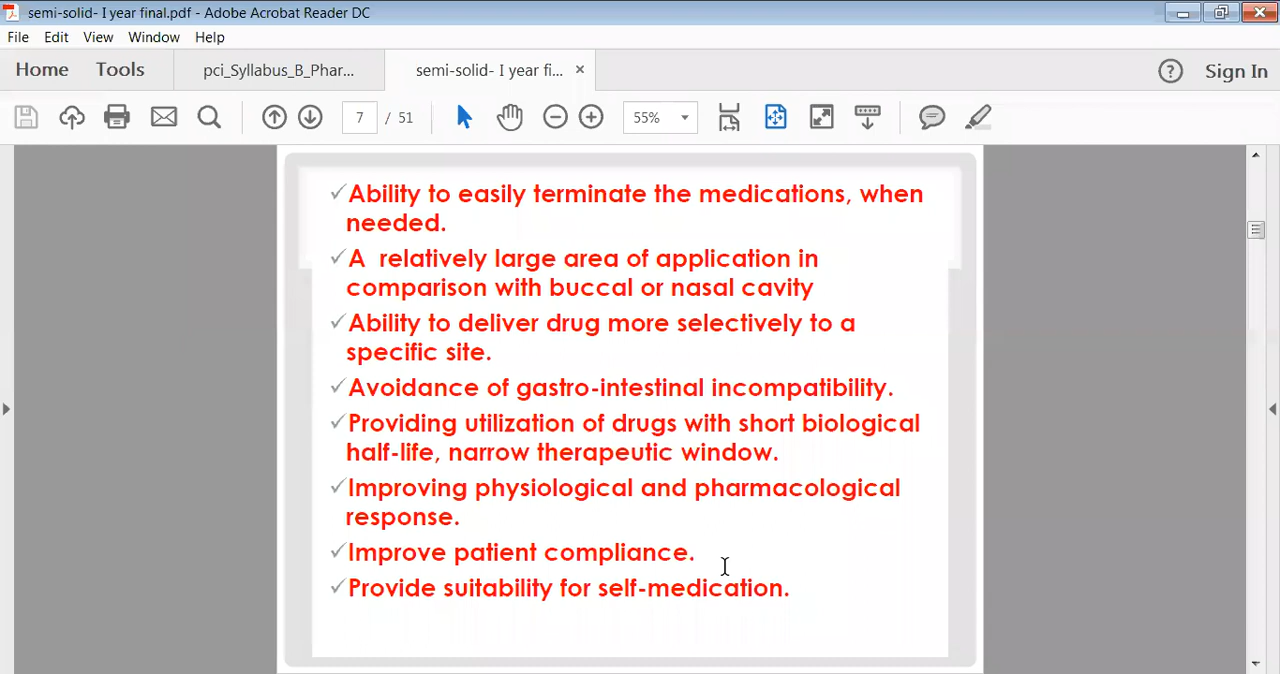 semi-solid- I year final.pdf - Adobe Acrobat Reader DC
File Edit View Window Help
Home Tools pci_Syllabus_B_Phar... semi-solid- I year fi... × ? Sign In
7 / 51 55%
✓Ability to easily terminate the medications, when
needed.
✓A relatively large area of application in
comparison with buccal or nasal cavity
✓Ability to deliver drug more selectively to a
specific site.
✓Avoidance of gastro-intestinal incompatibility.
✓Providing utilization of drugs with short biological
half-life, narrow therapeutic window.
✓Improving physiological and pharmacological
response.
✓Improve patient compliance.
✓Provide suitability for self-medication.